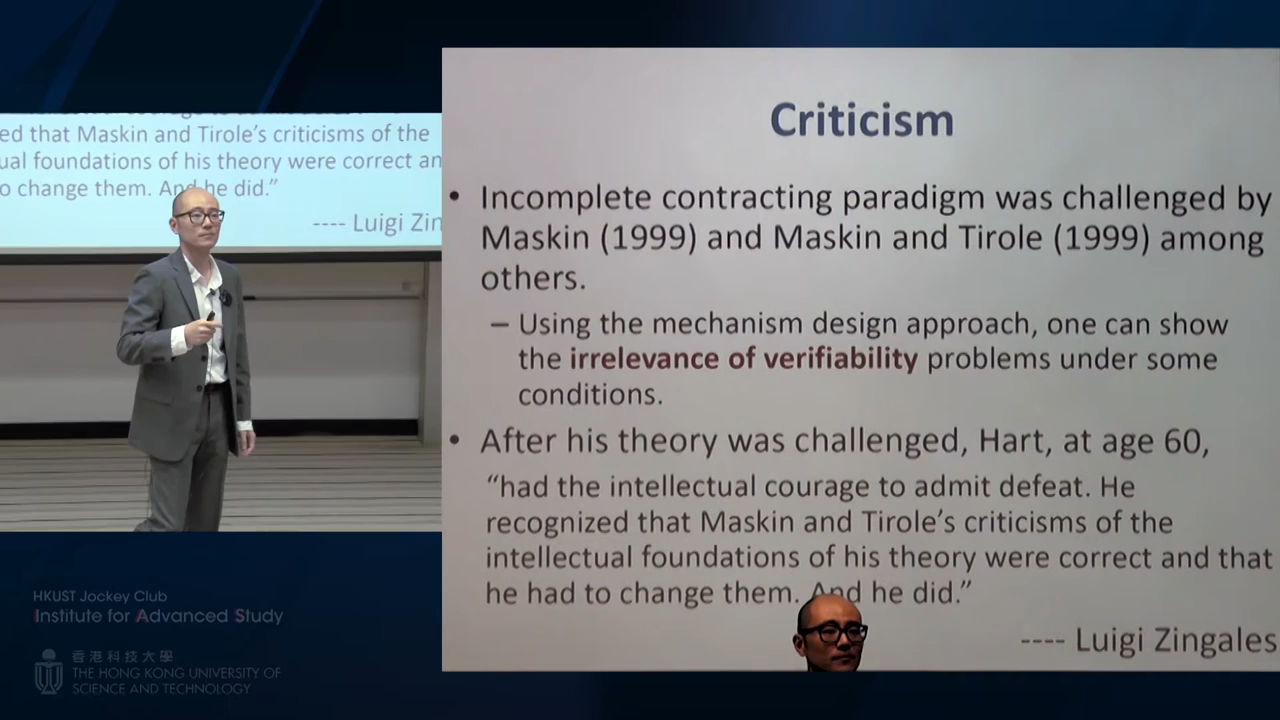 ed that Maskin and Tirole's criticisms of the
ual foundations of his theory were correct an
o change them. And he did."
---- Luigi Zin
Criticism
• Incomplete contracting paradigm was challenged by
Maskin (1999) and Maskin and Tirole (1999) among
others.
– Using the mechanism design approach, one can show
the irrelevance of verifiability problems under some
conditions.
• After his theory was challenged, Hart, at age 60,
“had the intellectual courage to admit defeat. He
recognized that Maskin and Tirole’s criticisms of the
intellectual foundations of his theory were correct and that
he had to change them. And he did.”
---- Luigi Zingales
HKUST Jockey Club
Institute for Advanced Study
香港科技大學
THE HONG KONG UNIVERSITY OF
SCIENCE AND TECHNOLOGY